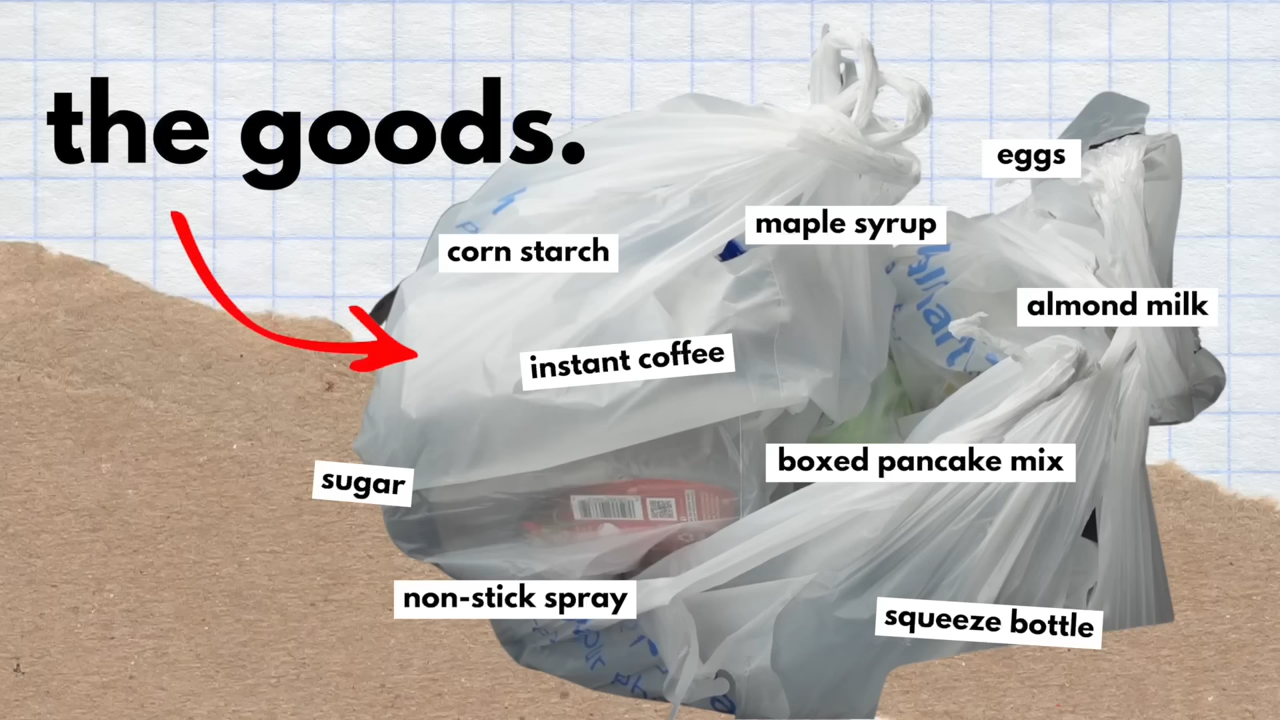 the goods.
eggs
maple syrup
corn starch
almond milk
instant coffee
boxed pancake mix
sugar
non-stick spray
squeeze bottle